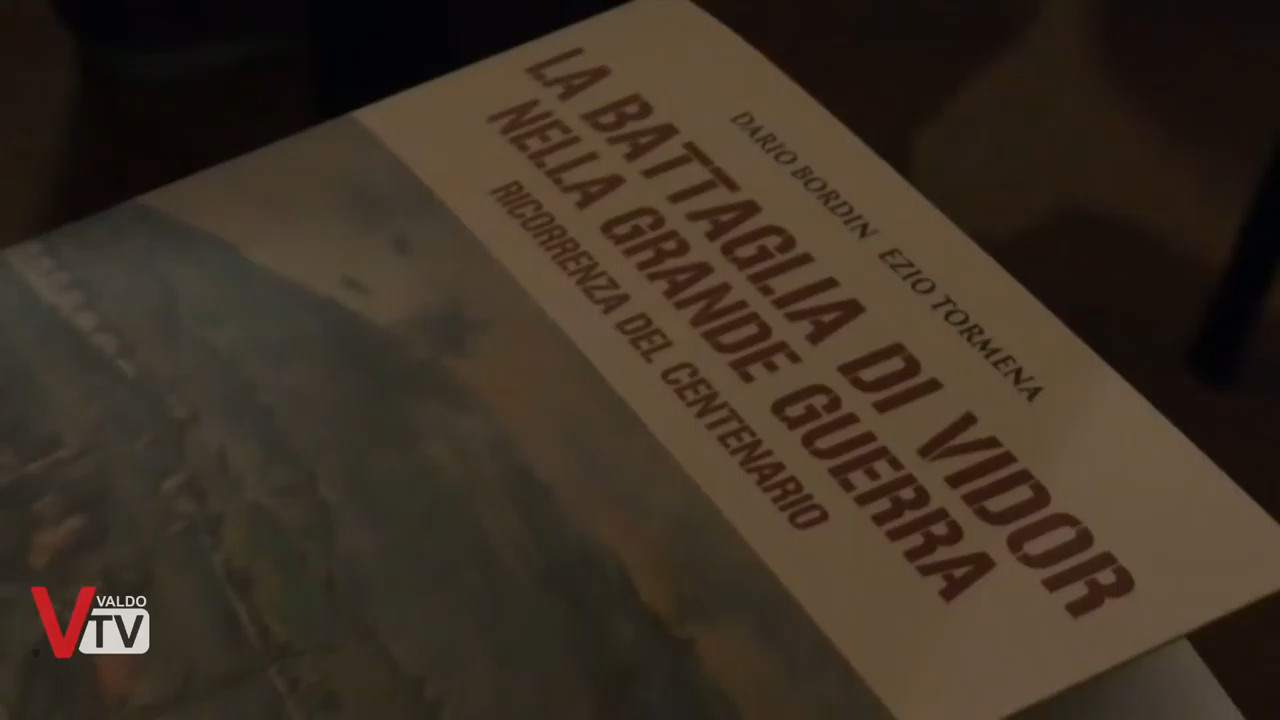 DARIO BORDIN EZIO TORMENA
LA BATTAGLIA DI VIDOR
NELLA GRANDE GUERRA
RICORRENZA DEL CENTENARIO
V VALDO
TV